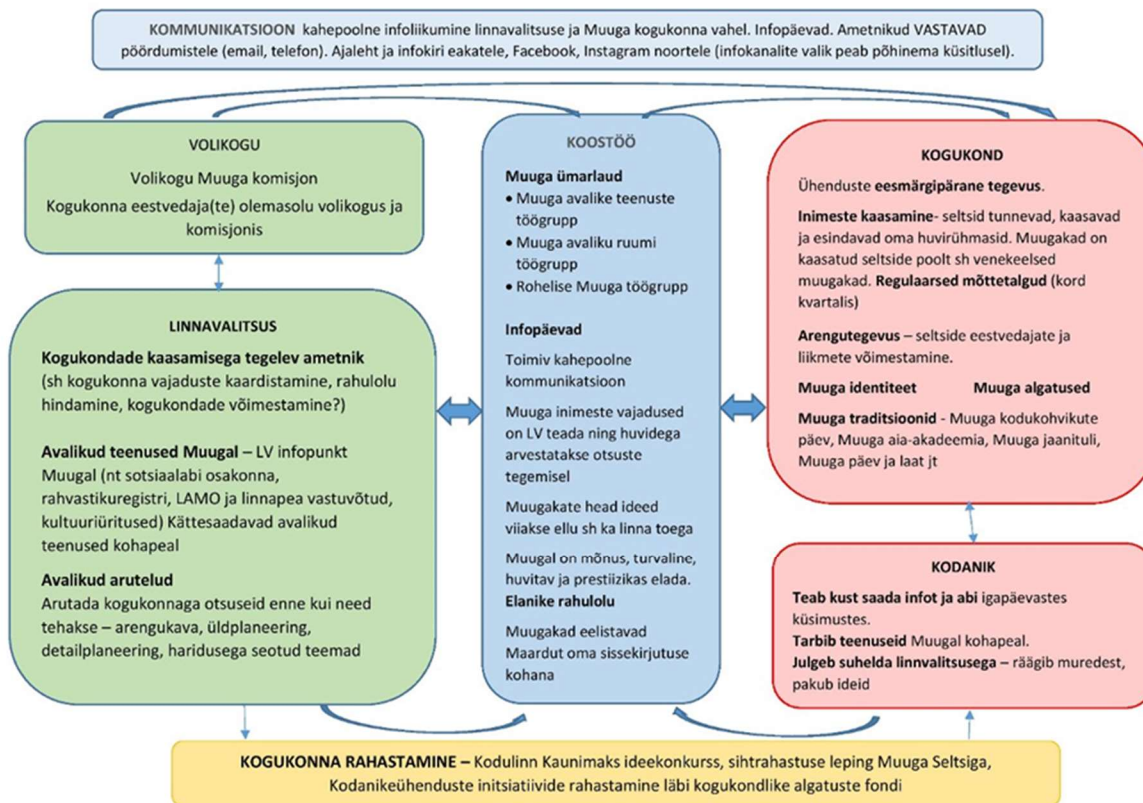 KOMMUNIKATSIOON kahepoolne infoliikumine linnavalitsuse ja Muuga kogukonna vahel. Infopäevad. Ametnikud VASTAVAD
pöördumistele (email, telefon). Ajaleht ja infokiri eakatele, Facebook, Instagram noortele (infokanalite valik peab põhinema küsitlusel).
VOLIKOGU
Volikogu Muuga komisjon
Kogukonna eestvedaja(te) olemasolu volikogus ja
komisjonis
LINNAVALITSUS
Kogukondade kaasamisega tegelev ametnik
(sh kogukonna vajaduste kaardistamine, rahulolu
hindamine, kogukondade võimestamine?)
Avalikud teenused Muugal – LV infopunkt
Muugal (nt sotsiaalabi osakonna,
rahvastikuregistri, LAMO ja linnapea vastuvõtud,
kultuuriüritused) Kättesaadavad avalikud
teenused kohapeal
Avalikud arutelud
Arutada kogukonnaga otsuseid enne kui need
tehakse – arengukava, üldplaneering,
detailplaneering, haridusega seotud teemad
KOOSTÖÖ
Muuga ümarlaud
• Muuga avalike teenuste
töögrupp
• Muuga avaliku ruumi
töögrupp
• Rohelise Muuga töögrupp
Infopäevad
Toimiv kahepoolne
kommunikatsioon
Muuga inimeste vajadused
on LV teada ning huvidega
arvestatakse otsuste
tegemisel
Muugakate head ideed
viiakse ellu sh ka linna toega
Muugal on mõnus, turvaline,
huvitav ja prestiizikas elada.
Elanike rahulolu
Muugakad eelistavad
Maardut oma sissekirjutuse
kohana
KOGUKOND
Ühenduste eesmärgipärane tegevus.
Inimeste kaasamine- seltsid tunnevad, kaasavad
ja esindavad oma huvirühmasid. Muugakad on
kaasatud seltside poolt sh venekeelsed
muugakad. Regulaarsed mõttetalgud (kord
kvartalis)
Arengutegevus – seltside eestvedajate ja
liikmete võimestamine.
Muuga identiteet Muuga algatused
Muuga traditsioonid - Muuga kodukohvikute
päev, Muuga aia-akadeemia, Muuga jaanituli,
Muuga päev ja laat jt
KODANIK
Teab kust saada infot ja abi igapäevastes
küsimustes.
Tarbib teenuseid Muugal kohapeal.
Julgeb suhelda linnvalitsusega – räägib muredest,
pakub ideid
KOGUKONNA RAHASTAMINE – Kodulinn Kaunimaks ideekonkurss, sihtrahastuse leping Muuga Seltsiga,
Kodanikeühenduste initsiatiivide rahastamine läbi kogukondlike algatuste fondi